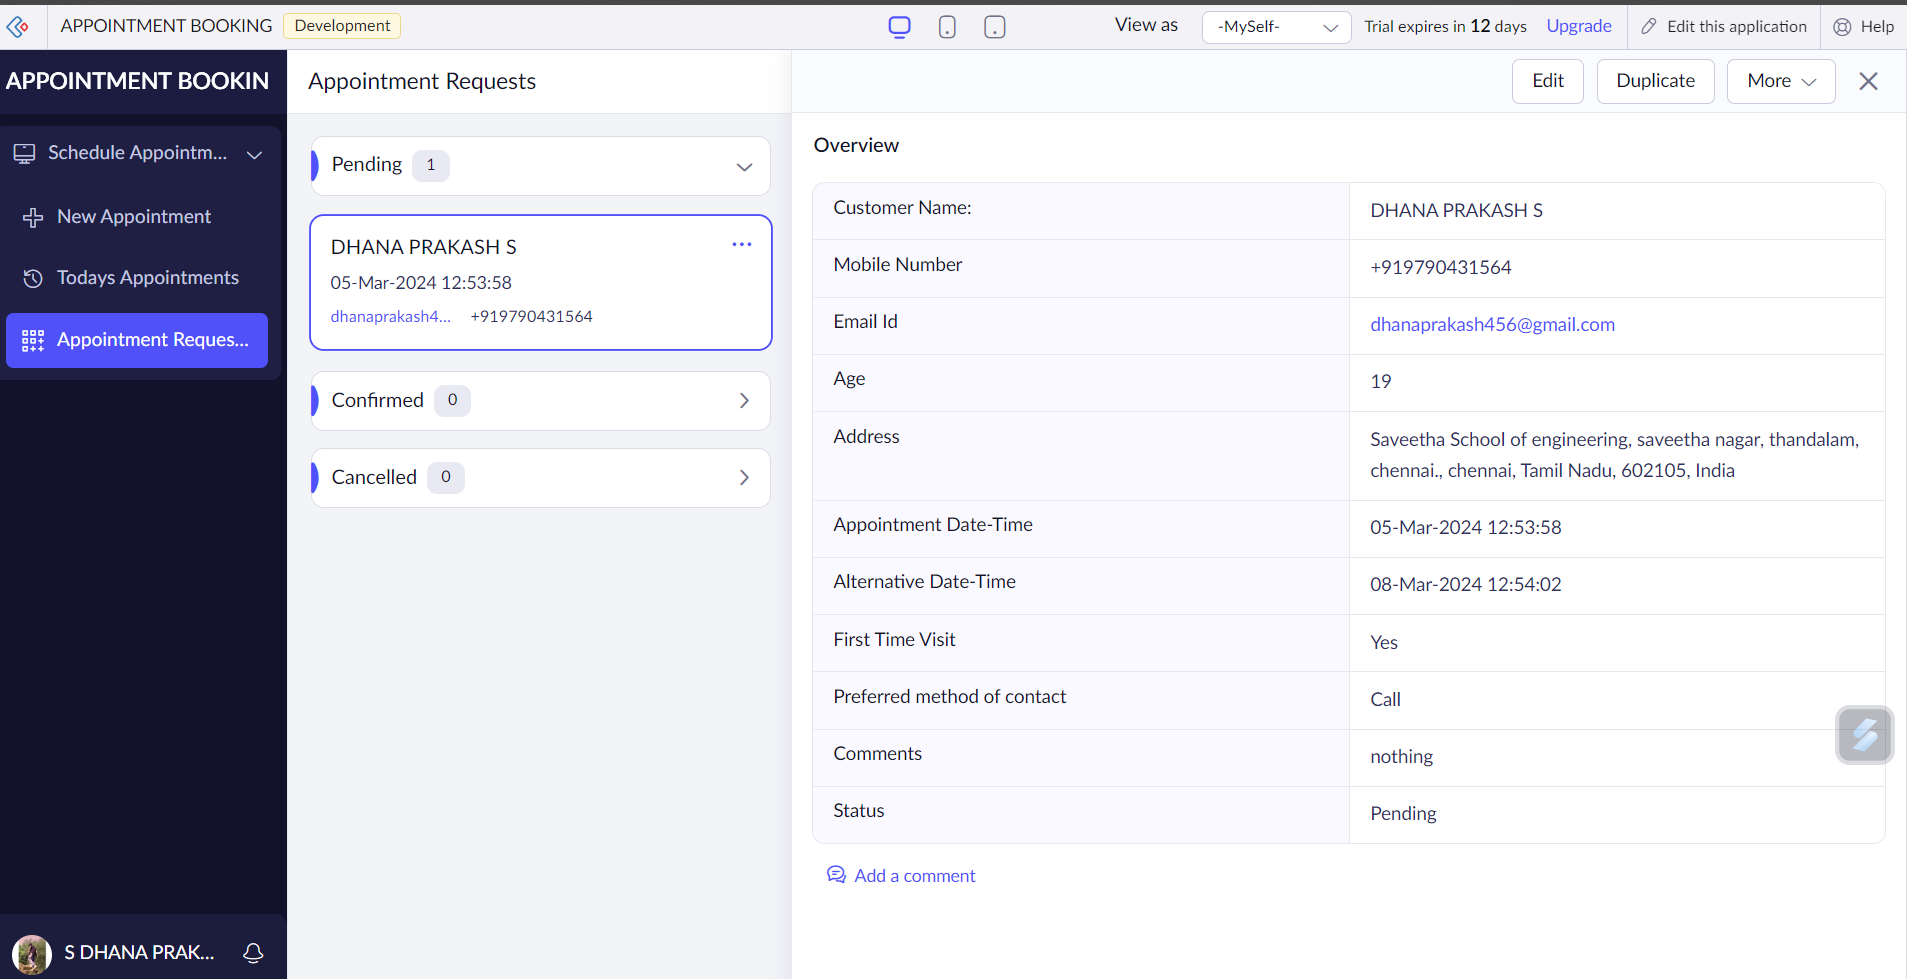 APPOINTMENT BOOKING Development View as -MySelf- Trial expires in 12 days Upgrade Edit this application Help
APPOINTMENT BOOKIN
Schedule Appointm...
New Appointment
Todays Appointments
Appointment Reques...
S DHANA PRAK...
Appointment Requests
Pending 1
DHANA PRAKASH S
05-Mar-2024 12:53:58
dhanaprakash4... +919790431564
Confirmed 0
Cancelled 0
Edit Duplicate More
Overview
Customer Name: DHANA PRAKASH S
Mobile Number +919790431564
Email Id dhanaprakash456@gmail.com
Age 19
Address Saveetha School of engineering, saveetha nagar, thandalam,
chennai., chennai, Tamil Nadu, 602105, India
Appointment Date-Time 05-Mar-2024 12:53:58
Alternative Date-Time 08-Mar-2024 12:54:02
First Time Visit Yes
Preferred method of contact Call
Comments nothing
Status Pending
Add a comment